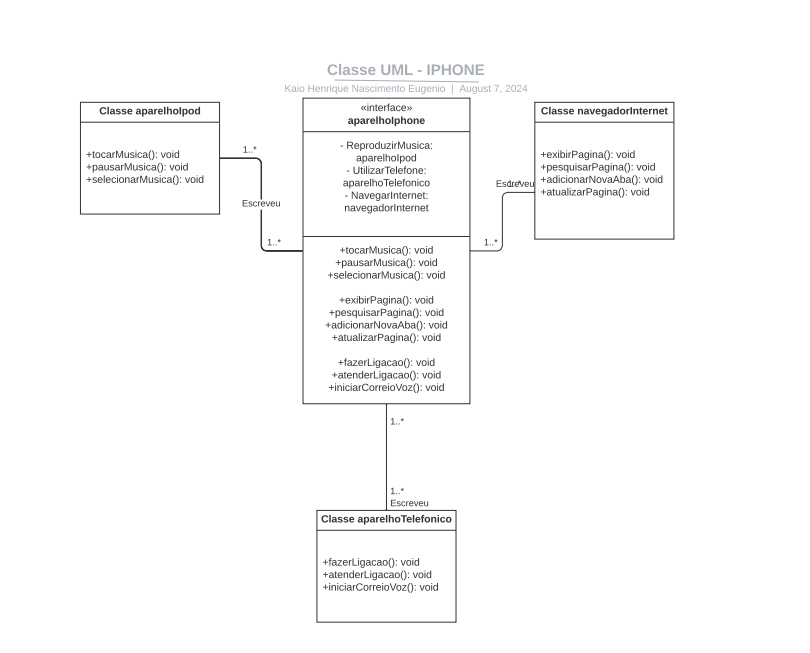 Classe UML - IPHONE
Kaio Henrique Nascimento Eugenio | August 7, 2024
Classe aparelhoIpod
+tocarMusica(): void
+pausarMusica(): void
+selecionarMusica(): void
1..*
Escreveu
1..*
«interface»
aparelhoIphone
- ReproduzirMusica:
aparelhoIpod
- UtilizarTelefone:
aparelhoTelefonico
- NavegarInternet:
navegadorInternet
+tocarMusica(): void
+pausarMusica(): void
+selecionarMusica(): void
+exibirPagina(): void
+pesquisarPagina(): void
+adicionarNovaAba(): void
+atualizarPagina(): void
+fazerLigacao(): void
+atenderLigacao(): void
+iniciarCorreioVoz(): void
Classe navegadorInternet
+exibirPagina(): void
+pesquisarPagina(): void
+adicionarNovaAba(): void
+atualizarPagina(): void
Escreveu
1..*
1..*
1..*
1..*
Escreveu
Classe aparelhoTelefonico
+fazerLigacao(): void
+atenderLigacao(): void
+iniciarCorreioVoz(): void